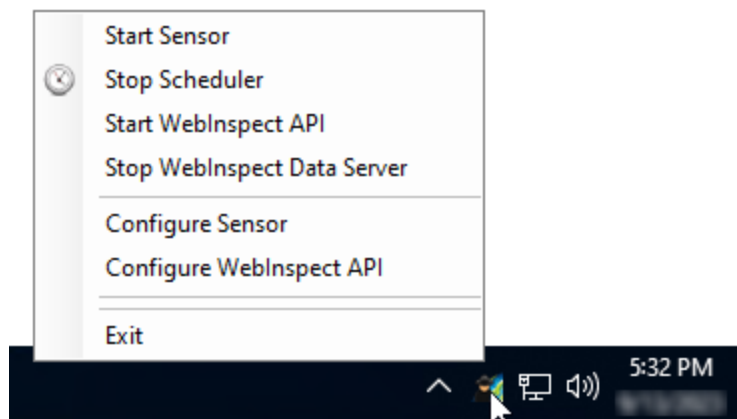 Start Sensor
Stop Scheduler
Start WebInspect API
Stop WebInspect Data Server
Configure Sensor
Configure WebInspect API
Exit
5:32 PM